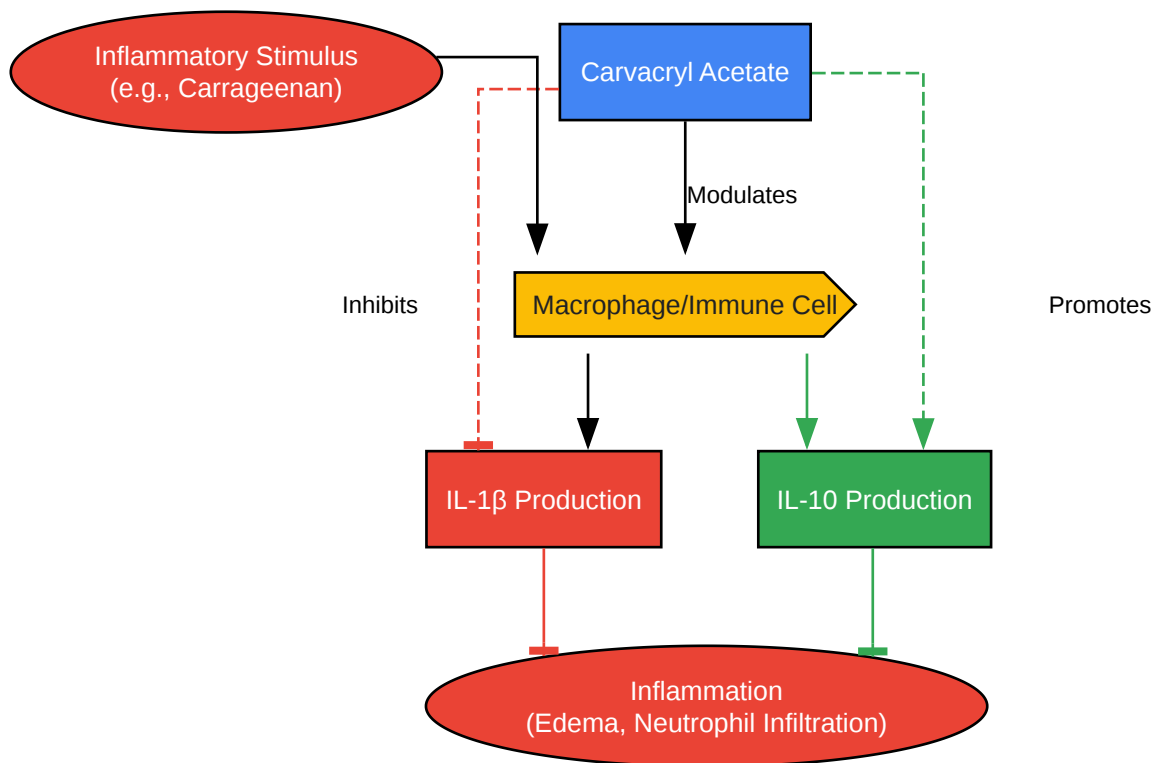 Inflammatory Stimulus
(e.g., Carrageenan)
Carvacryl Acetate
Modulates
Inhibits
Macrophage/Immune Cell
Promotes
IL-1β Production
IL-10 Production
Inflammation
(Edema, Neutrophil Infiltration)